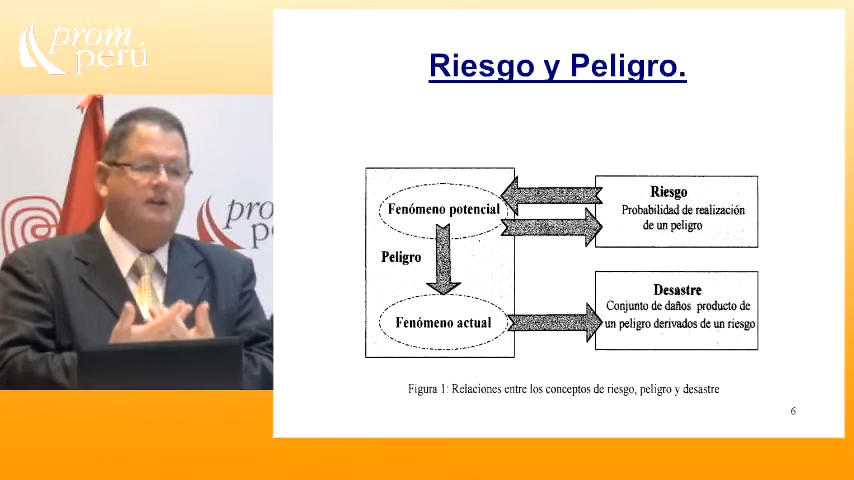 prom
perú
pro
p
Riesgo y Peligro.
Fenómeno potencial
Peligro
Fenómeno actual
Riesgo
Probabilidad de realización
de un peligro
Desastre
Conjunto de daños producto de
un peligro derivados de un riesgo
Figura 1: Relaciones entre los conceptos de riesgo, peligro y desastre
6